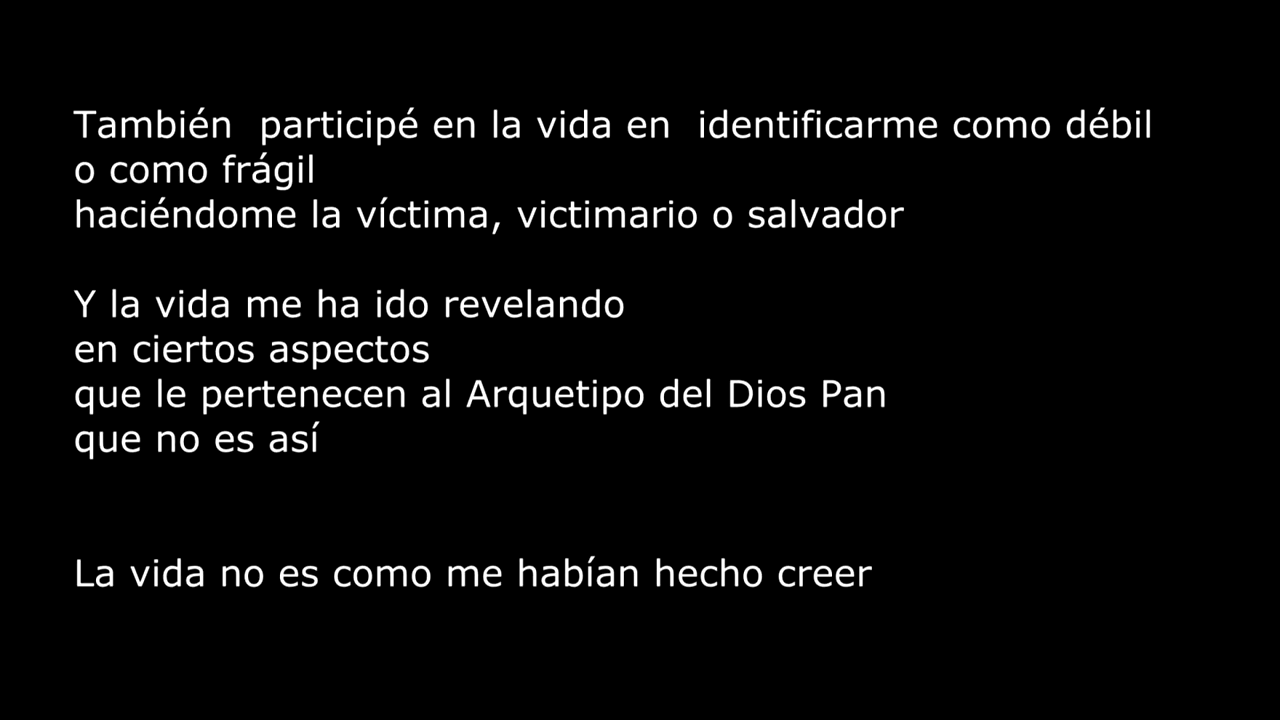 También  participé en la vida en  identificarme como débil
o como frágil
haciéndome la víctima, victimario o salvador
Y la vida me ha ido revelando
en ciertos aspectos
que le pertenecen al Arquetipo del Dios Pan
que no es así
La vida no es como me habían hecho creer